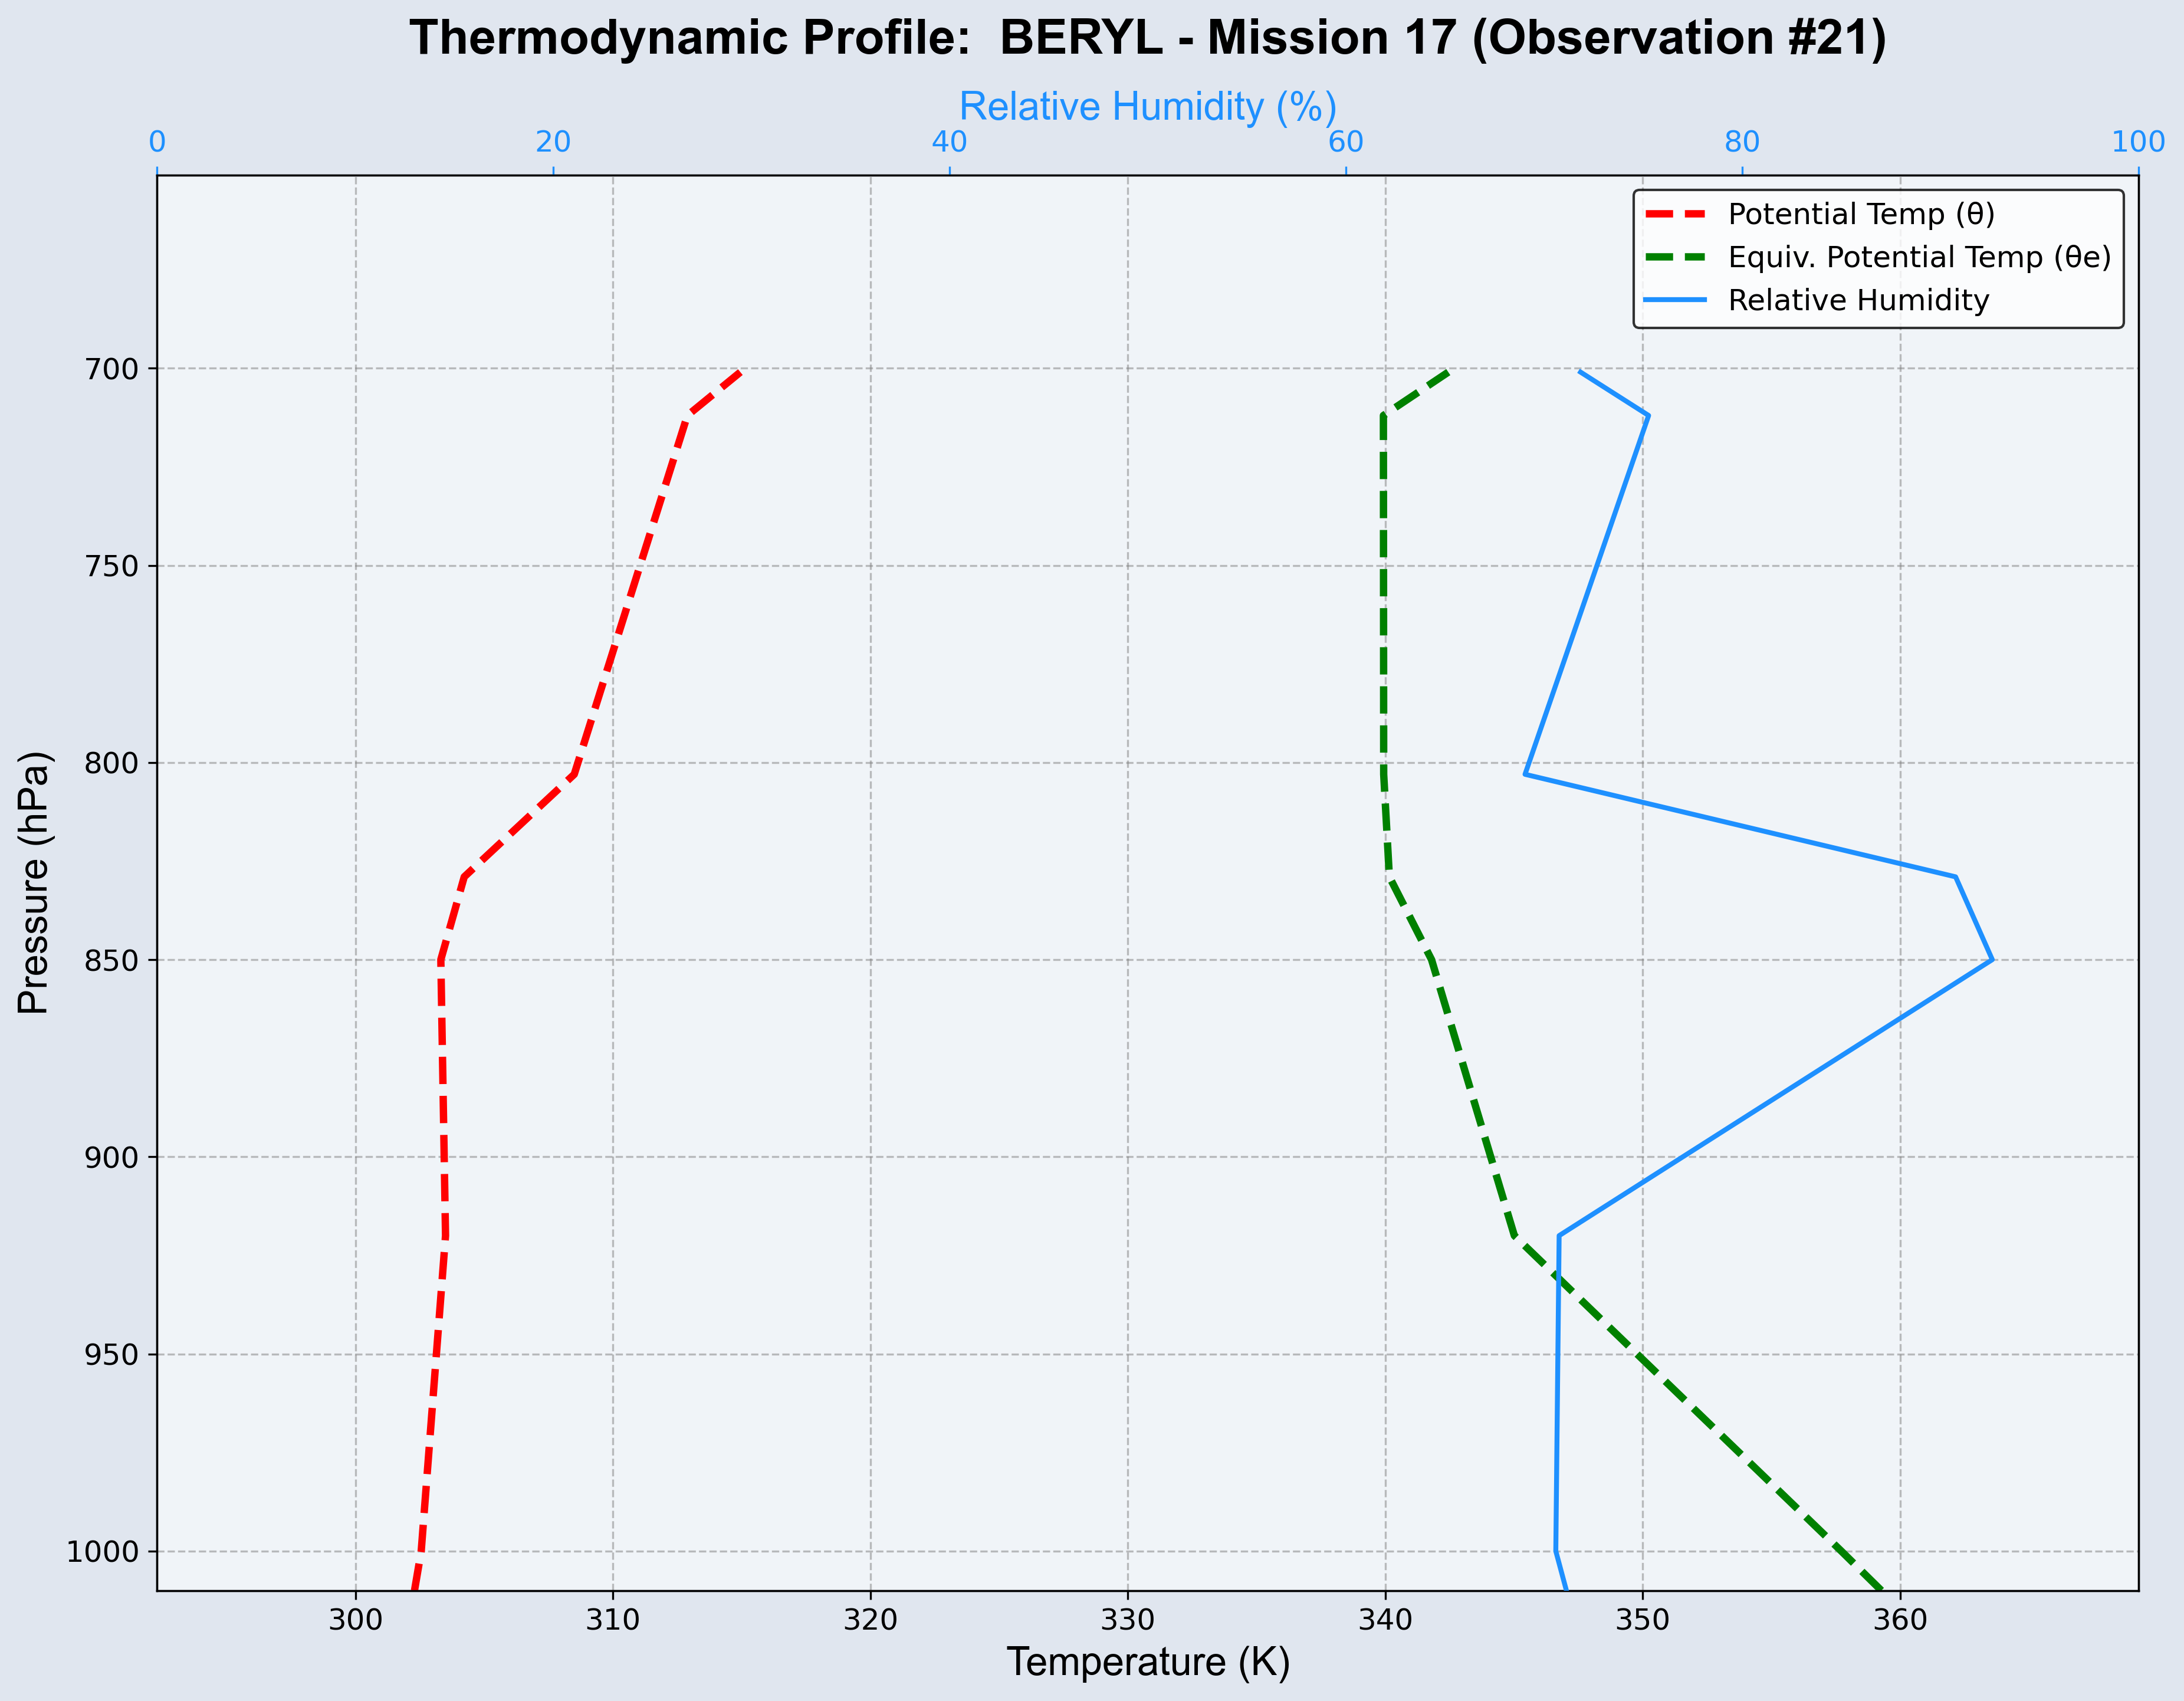 Thermodynamic Profile:  BERYL - Mission 17 (Observation #21)
Relative Humidity (%)
0 20 40 60 80 100
Potential Temp (θ)
Equiv. Potential Temp (θe)
Relative Humidity
700
750
800
850
900
950
1000
Pressure (hPa)
300 310 320 330 340 350 360
Temperature (K)